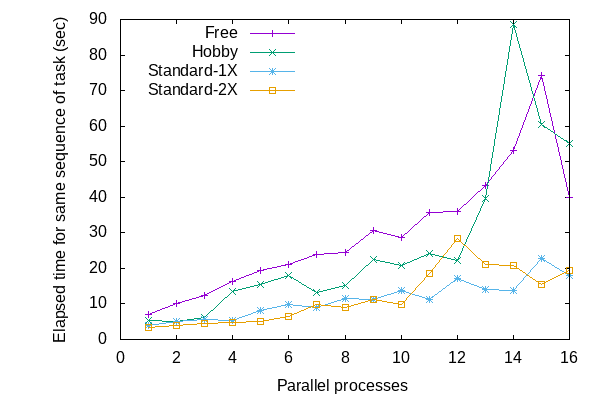 Elapsed time for same sequence of task (sec)
90
80
70
60
50
40
30
20
10
0
Free
Hobby
Standard-1X
Standard-2X
0 2 4 6 8 10 12 14 16
Parallel processes